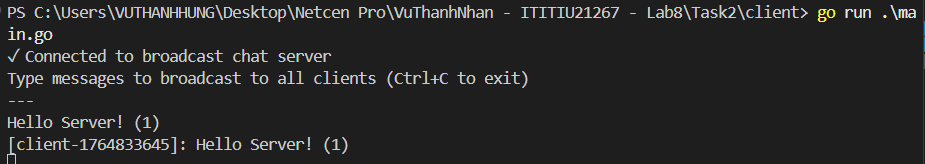 PS C:\Users\VUTHANHHUNG\Desktop\Netcen Pro\VuThanhNhan - ITITIU21267 - Lab8\Task2\client> go run .\ma
in.go
✓ Connected to broadcast chat server
Type messages to broadcast to all clients (Ctrl+C to exit)
---
Hello Server! (1)
[client-1764833645]: Hello Server! (1)